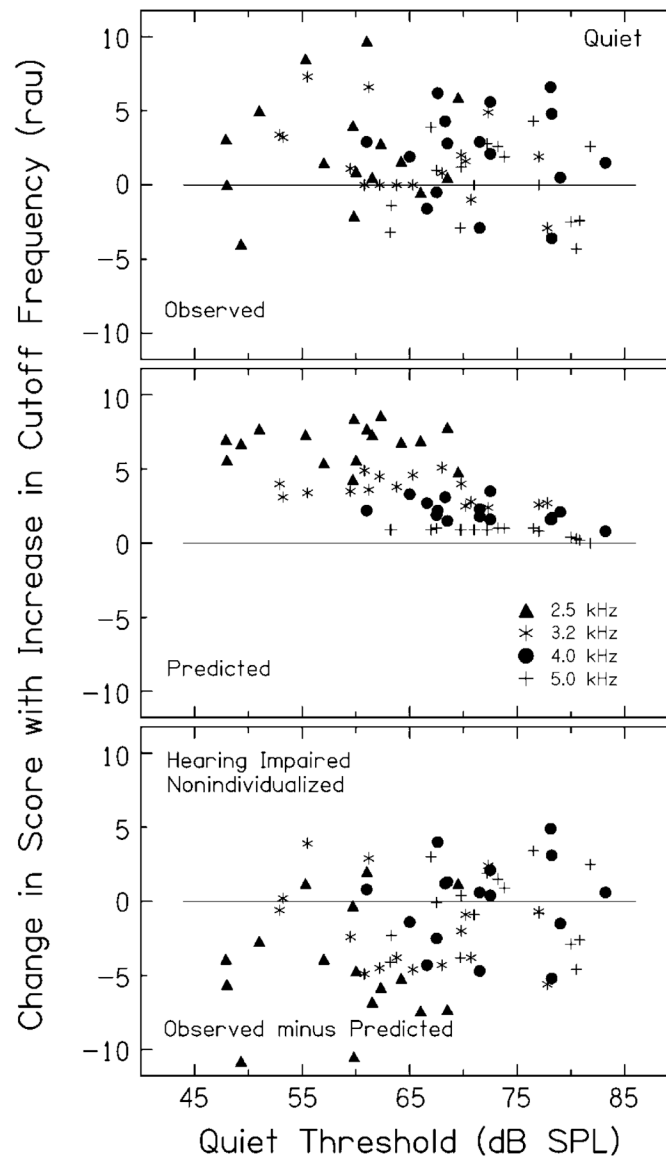 Change in Score with Increase in Cutoff Frequency (rau)
10
5
0
-5
-10
Quiet
Observed
10
5
0
-5
-10
Predicted
2.5 kHz
3.2 kHz
4.0 kHz
5.0 kHz
10
5
0
-5
-10
Hearing Impaired
Nonindividualized
Observed minus Predicted
45 55 65 75 85
Quiet Threshold (dB SPL)